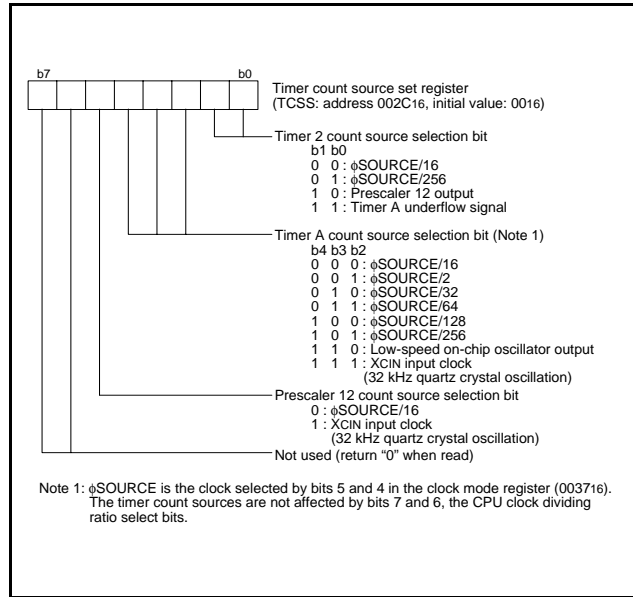 b7 b0
Timer count source set register
(TCSS: address 002C16, initial value: 0016)
Timer 2 count source selection bit
b1 b0
0 0 : ϕSOURCE/16
0 1 : ϕSOURCE/256
1 0 : Prescaler 12 output
1 1 : Timer A underflow signal
Timer A count source selection bit (Note 1)
b4 b3 b2
0 0 0 : ϕSOURCE/16
0 0 1 : ϕSOURCE/2
0 1 0 : ϕSOURCE/32
0 1 1 : ϕSOURCE/64
1 0 0 : ϕSOURCE/128
1 0 1 : ϕSOURCE/256
1 1 0 : Low-speed on-chip oscillator output
1 1 1 : XCIN input clock
(32 kHz quartz crystal oscillation)
Prescaler 12 count source selection bit
0 : ϕSOURCE/16
1 : XCIN input clock
(32 kHz quartz crystal oscillation)
Not used (return “0” when read)
Note 1: ϕSOURCE is the clock selected by bits 5 and 4 in the clock mode register (003716).
The timer count sources are not affected by bits 7 and 6, the CPU clock dividing
ratio select bits.